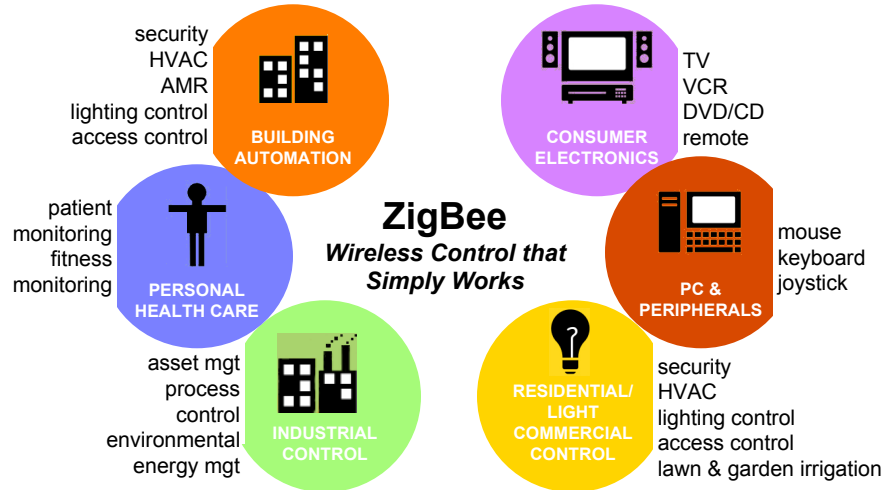 security
HVAC
AMR
lighting control
access control
BUILDING
AUTOMATION
TV
VCR
DVD/CD
remote
CONSUMER
ELECTRONICS
patient
monitoring
fitness
monitoring
PERSONAL
HEALTH CARE
ZigBee
Wireless Control that
Simply Works
mouse
keyboard
joystick
PC &
PERIPHERALS
asset mgt
process
control
environmental
energy mgt
INDUSTRIAL
CONTROL
?
RESIDENTIAL/
LIGHT
COMMERCIAL
CONTROL
security
HVAC
lighting control
access control
lawn & garden irrigation